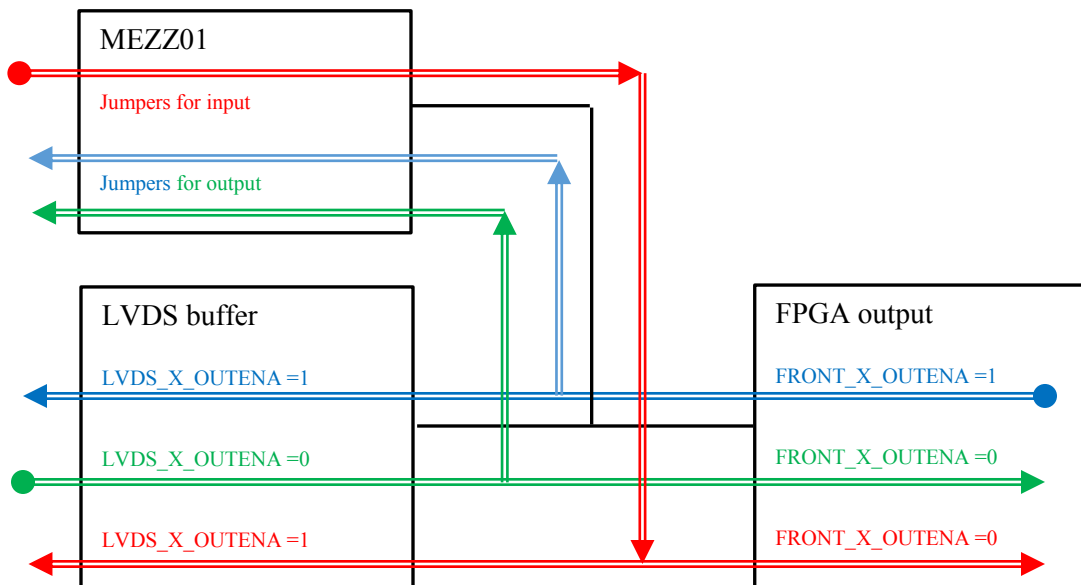 MEZZ01
Jumpers for input
Jumpers for output
LVDS buffer
FPGA output
LVDS_X_OUTENA =1
FRONT_X_OUTENA =1
LVDS_X_OUTENA =0
FRONT_X_OUTENA =0
LVDS_X_OUTENA =1
FRONT_X_OUTENA =0